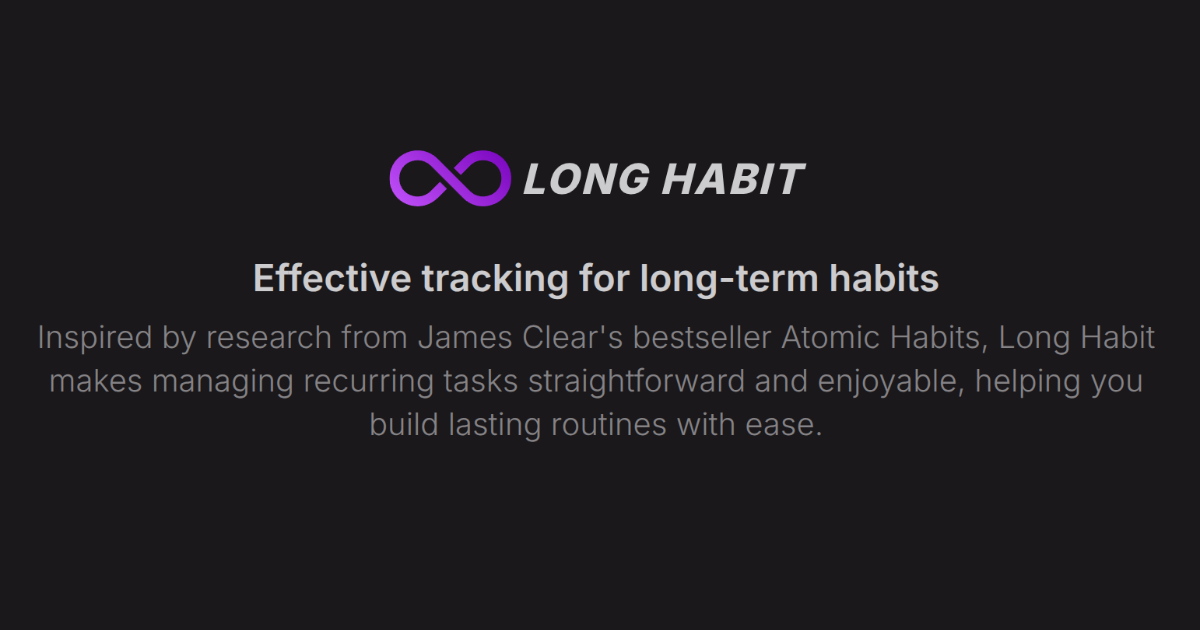 LONG HABIT
Effective tracking for long-term habits
Inspired by research from James Clear's bestseller Atomic Habits, Long Habit
makes managing recurring tasks straightforward and enjoyable, helping you
build lasting routines with ease.